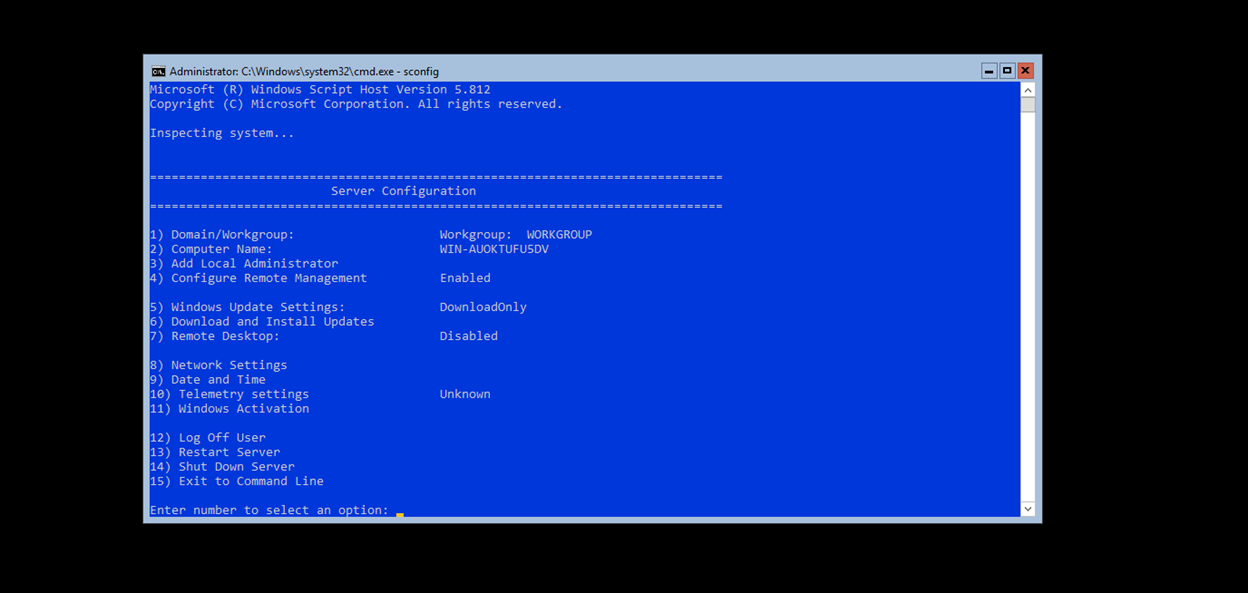 Administrator: C:\Windows\system32\cmd.exe - sconfig
Microsoft (R) Windows Script Host Version 5.812
Copyright (C) Microsoft Corporation. All rights reserved.
Inspecting system...
===============================================================================
Server Configuration
===============================================================================
1) Domain/Workgroup: Workgroup: WORKGROUP
2) Computer Name: WIN-AUOKTUFU5DV
3) Add Local Administrator
4) Configure Remote Management Enabled
5) Windows Update Settings: DownloadOnly
6) Download and Install Updates
7) Remote Desktop: Disabled
8) Network Settings
9) Date and Time
10) Telemetry settings Unknown
11) Windows Activation
12) Log Off User
13) Restart Server
14) Shut Down Server
15) Exit to Command Line
Enter number to select an option: